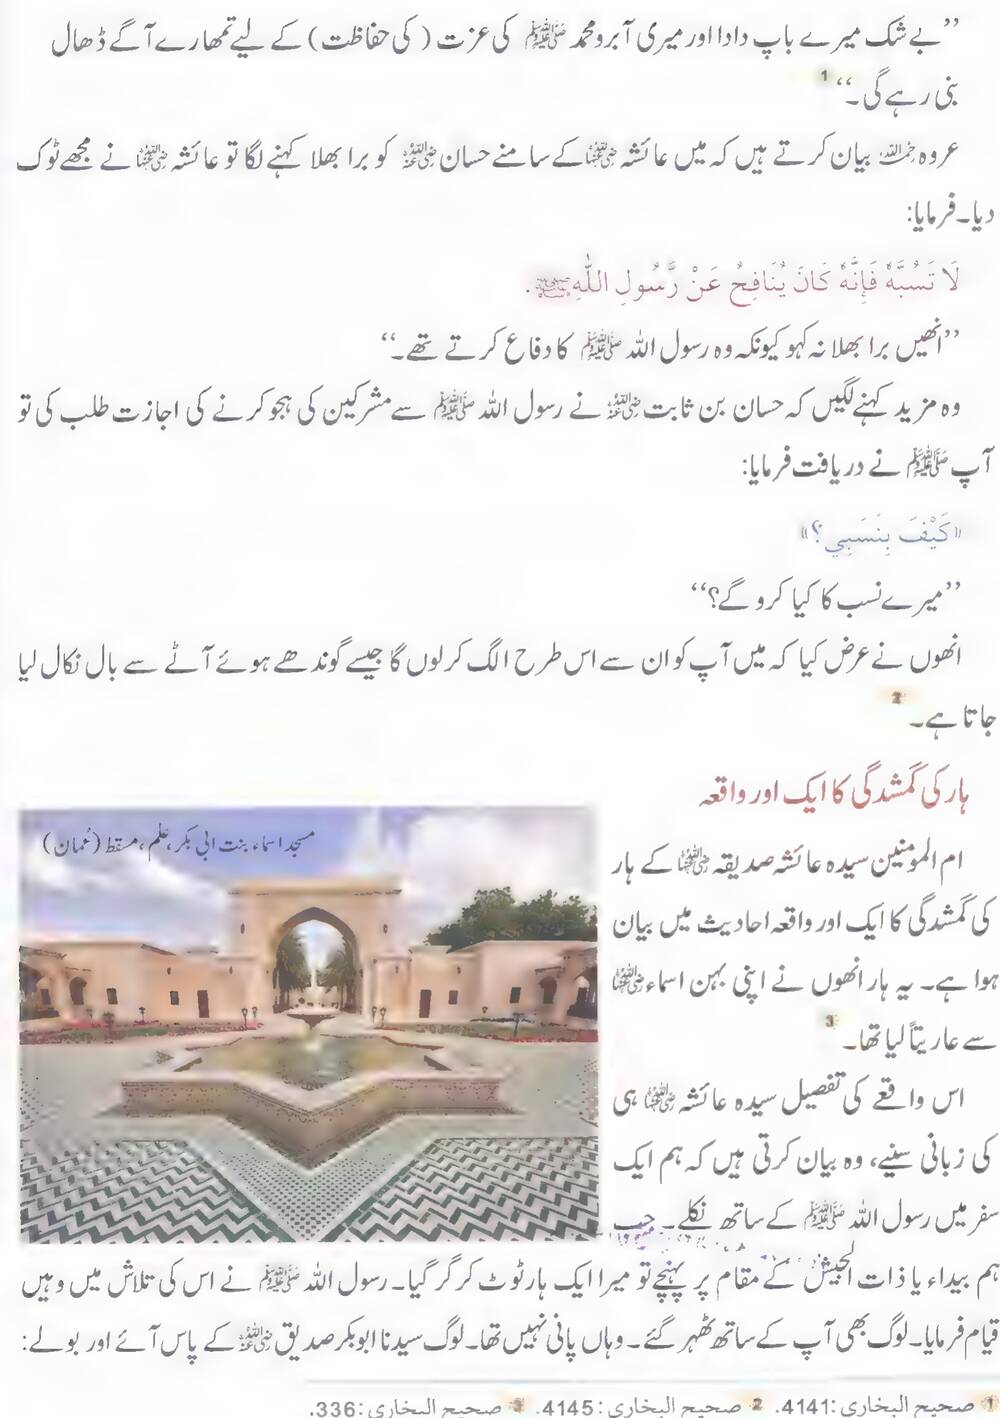 ”بے شک میرے باپ دادا اور میری آبرو محمد ﷺ کی عزت (کی حفاظت) کے لیے تمھارے آگے ڈھال
بنی رہے گی۔“ 1
عروہ رحمہ اللہ بیان کرتے ہیں کہ میں عائشہ رضی اللہ عنہا کے سامنے حسان رضی اللہ عنہ کو برا بھلا کہنے لگا تو عائشہ رضی اللہ عنہا نے مجھے ٹوک
دیا۔ فرمایا:
لَا تَسُبَّهُ فَإِنَّهُ كَانَ يُنَافِحُ عَنْ رَّسُولِ اللّٰهِ ﷺ.
”انھیں برا بھلا نہ کہو کیونکہ وہ رسول اللہ ﷺ کا دفاع کرتے تھے۔“
وہ مزید کہنے لگیں کہ حسان بن ثابت رضی اللہ عنہ نے رسول اللہ ﷺ سے مشرکین کی ہجو کرنے کی اجازت طلب کی تو
آپ ﷺ نے دریافت فرمایا:
«كَيْفَ بِنَسَبِي؟»
”میرے نسب کا کیا کرو گے؟“
انھوں نے عرض کیا کہ میں آپ کو ان سے اس طرح الگ کر لوں گا جیسے گوندھے ہوئے آٹے سے بال نکال لیا
جاتا ہے۔ 2
ہار کی گمشدگی کا ایک اور واقعہ
مسجد اسماء بنت ابی بکر، علم، مسقط (عُمان)
ام المومنین سیدہ عائشہ صدیقہ رضی اللہ عنہا کے ہار
کی گمشدگی کا ایک اور واقعہ احادیث میں بیان
ہوا ہے۔ یہ ہار انھوں نے اپنی بہن اسماء رضی اللہ عنہا
سے عاریتاً لیا تھا۔ 3
اس واقعے کی تفصیل سیدہ عائشہ رضی اللہ عنہا ہی
کی زبانی سنیے، وہ بیان کرتی ہیں کہ ہم ایک
سفر میں رسول اللہ ﷺ کے ساتھ نکلے۔ جب
ہم بیداء یا ذات الجیش کے مقام پر پہنچے تو میرا ایک ہار ٹوٹ کر گر گیا۔ رسول اللہ ﷺ نے اس کی تلاش میں وہیں
قیام فرمایا۔ لوگ بھی آپ کے ساتھ ٹھہر گئے۔ وہاں پانی نہیں تھا۔ لوگ سیدنا ابوبکر صدیق رضی اللہ عنہ کے پاس آئے اور بولے:
1 صحيح البخاري: 4141. 2 صحيح البخاري: 4145. 3 صحيح البخاري: 336.